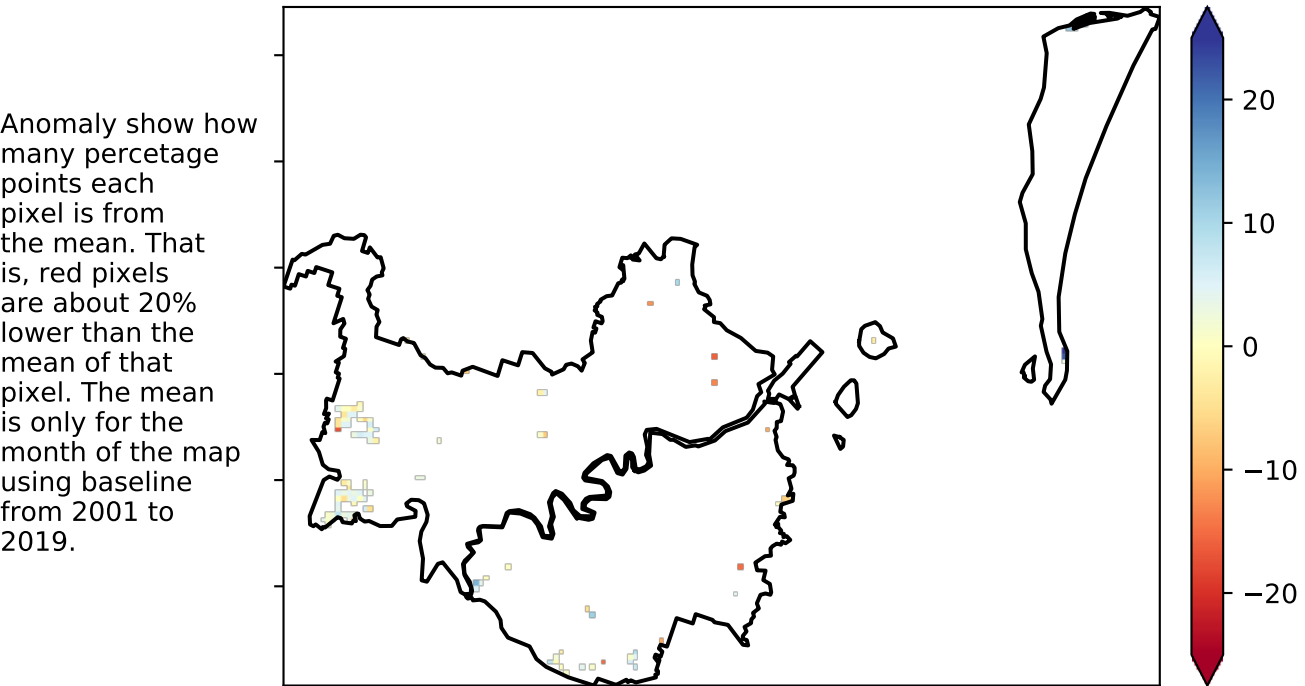 Anomaly show how
many percetage
points each
pixel is from
the mean. That
is, red pixels
are about 20%
lower than the
mean of that
pixel. The mean
is only for the
month of the map
using baseline
from 2001 to
2019.
20
10
0
−10
−20